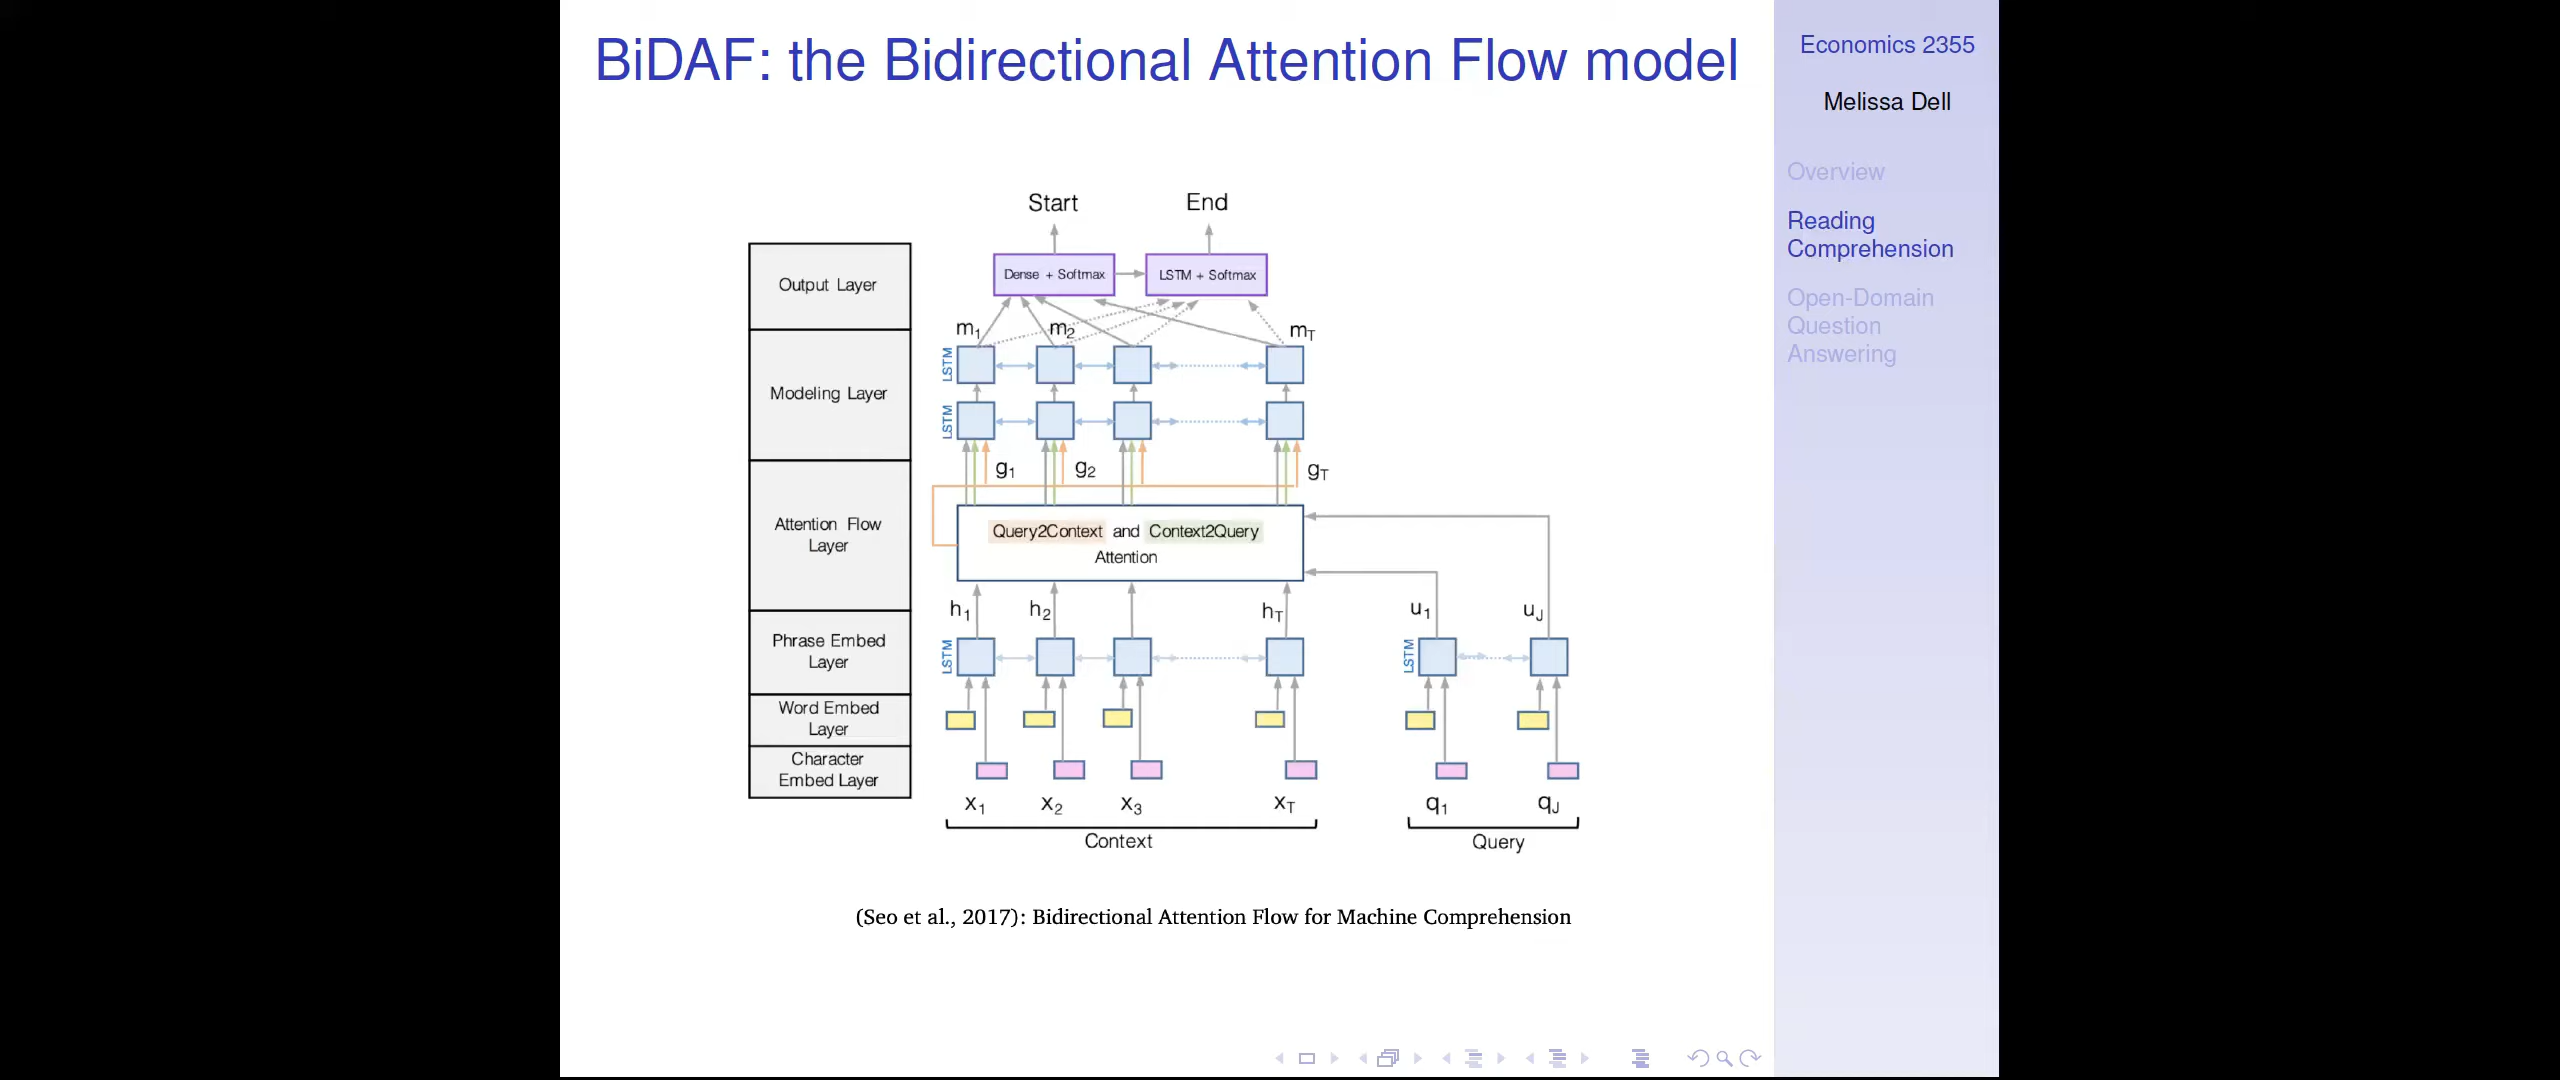 BiDAF: the Bidirectional Attention Flow model
Start
End
Output Layer
Dense + Softmax
LSTM + Softmax
m1
m2
mT
Modeling Layer
LSTM
LSTM
g1
g2
gT
Attention Flow
Layer
Query2Context and Context2Query
Attention
h1
h2
hT
u1
uJ
Phrase Embed
Layer
LSTM
LSTM
Word Embed
Layer
Character
Embed Layer
x1
x2
x3
xT
q1
qJ
Context
Query
(Seo et al., 2017): Bidirectional Attention Flow for Machine Comprehension
Economics 2355
Melissa Dell
Overview
Reading
Comprehension
Open-Domain
Question
Answering